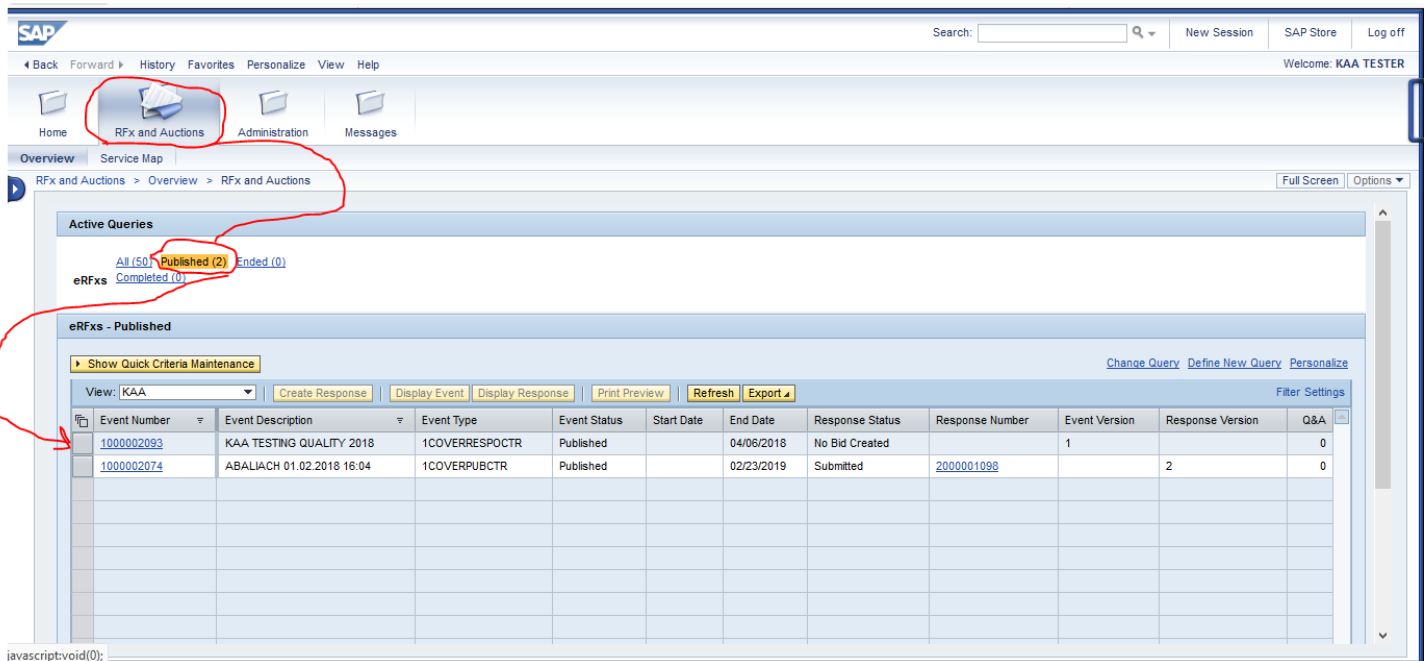 SAP
Search: New Session SAP Store Log off
Back Forward History Favorites Personalize View Help Welcome: KAA TESTER
Home RFx and Auctions Administration Messages
Overview Service Map
RFx and Auctions > Overview > RFx and Auctions Full Screen Options
Active Queries
eRFxs All (50) Published (2) Ended (0)
Completed (0)
eRFxs - Published
Show Quick Criteria Maintenance Change Query Define New Query Personalize
View: KAA Create Response Display Event Display Response Print Preview Refresh Export Filter Settings
Event Number Event Description Event Type Event Status Start Date End Date Response Status Response Number Event Version Response Version Q&A
1000002093 KAA TESTING QUALITY 2018 1COVERRESPOCTR Published 04/06/2018 No Bid Created 1 0
1000002074 ABALIACH 01.02.2018 16:04 1COVERPUBCTR Published 02/23/2019 Submitted 2000001098 2 0
javascript:void(0);